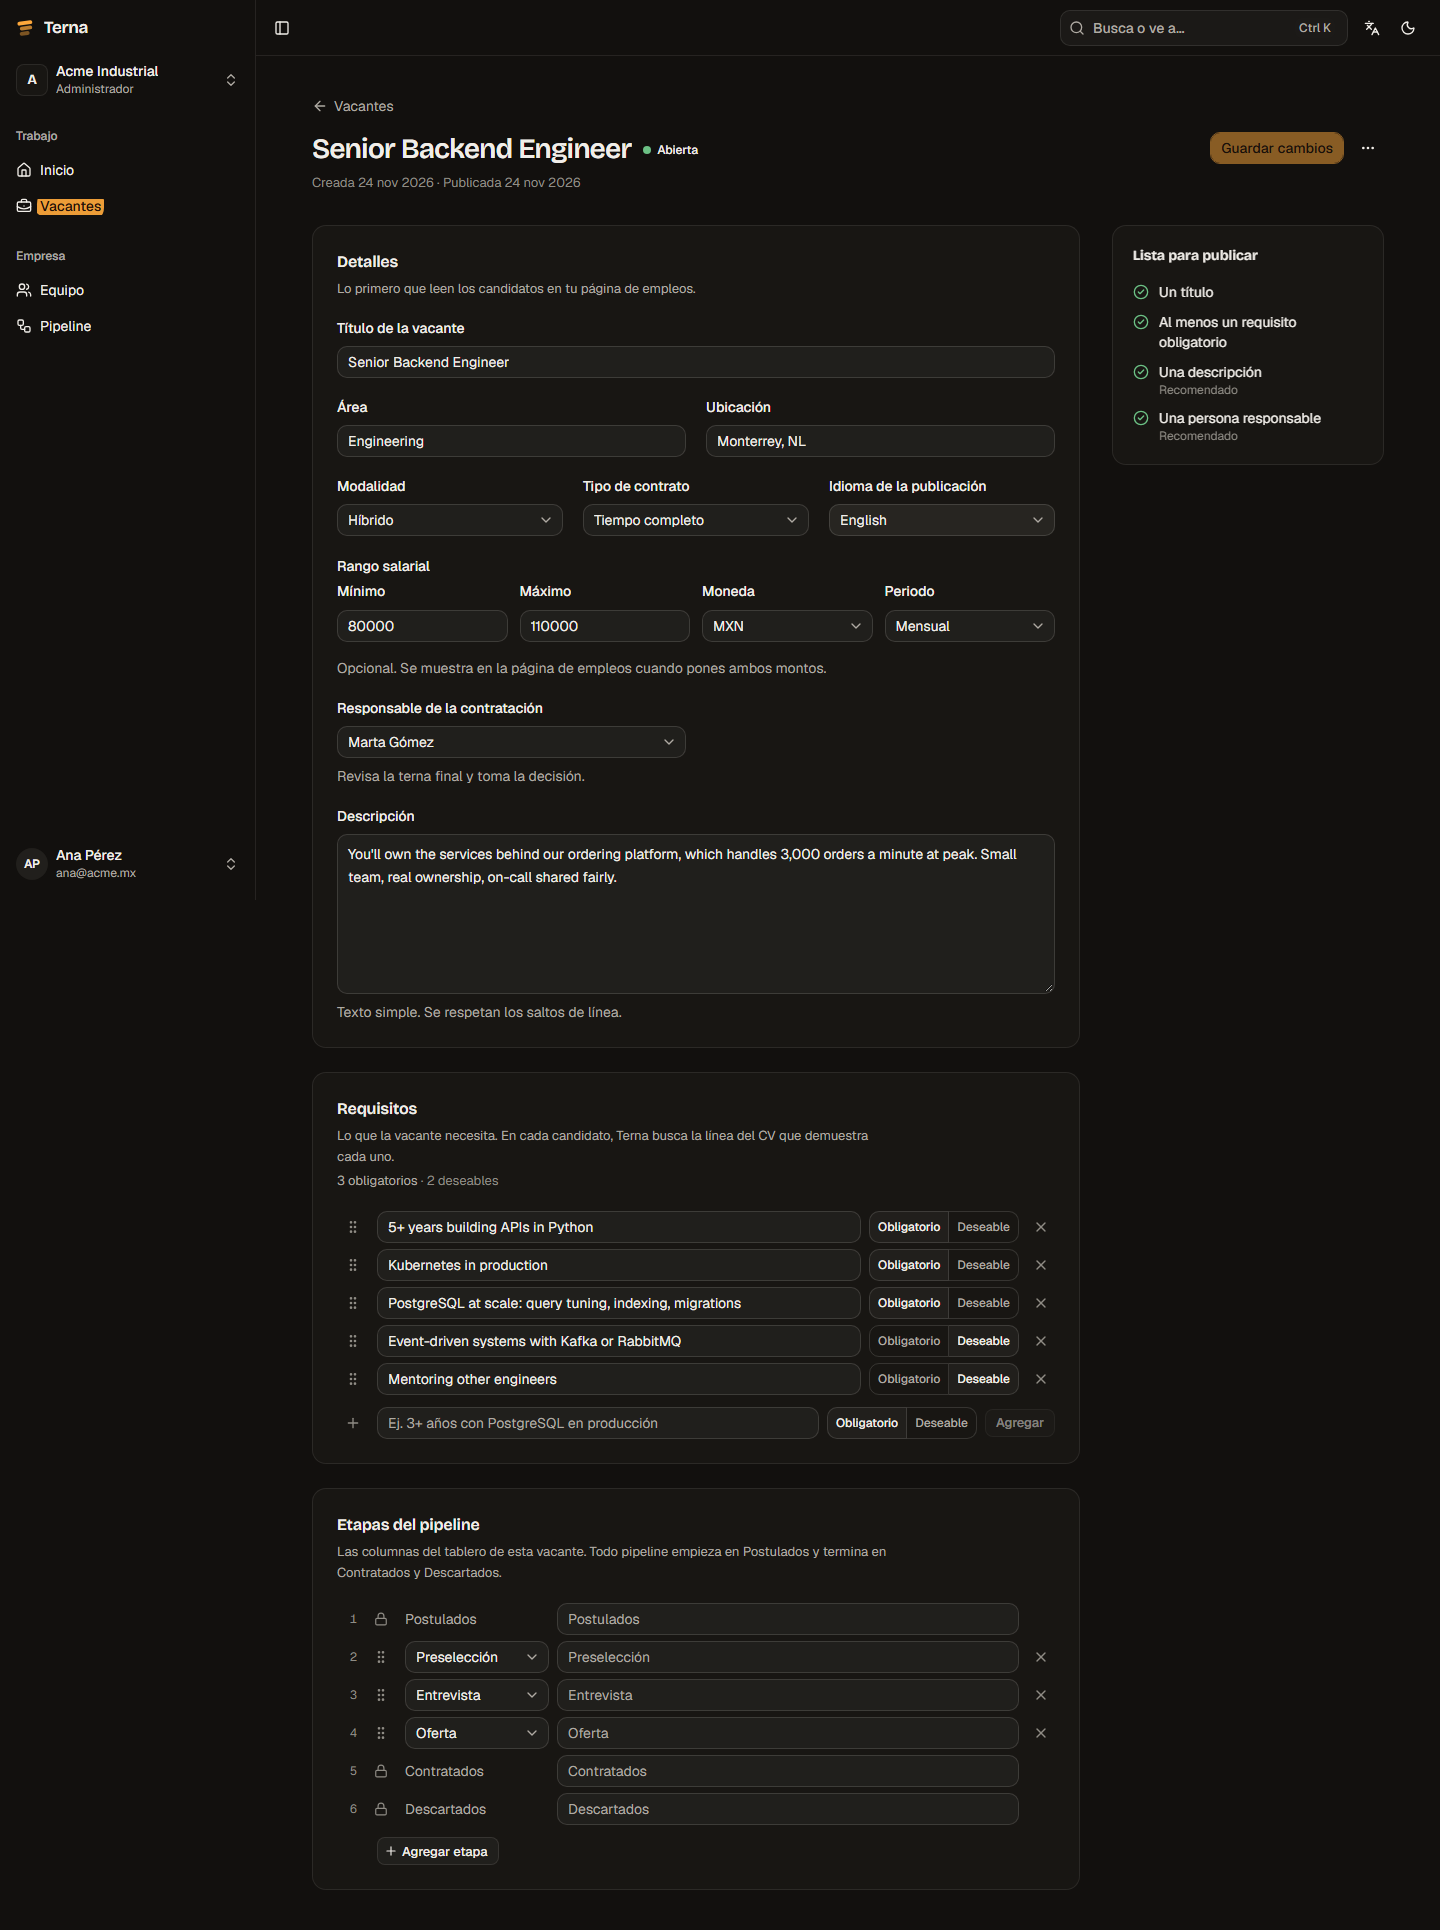 Terna
A
Acme Industrial
Administrador
Trabajo
Inicio
Vacantes
Empresa
Equipo
Pipeline
AP
Ana Pérez
ana@acme.mx
Busca o ve a...
Ctrl K
Vacantes
Senior Backend Engineer
Abierta
Creada 24 nov 2026 · Publicada 24 nov 2026
Guardar cambios
Detalles
Lo primero que leen los candidatos en tu página de empleos.
Título de la vacante
Senior Backend Engineer
Área
Ubicación
Engineering
Monterrey, NL
Modalidad
Tipo de contrato
Idioma de la publicación
Híbrido
Tiempo completo
English
Rango salarial
Mínimo
Máximo
Moneda
Periodo
80000
110000
MXN
Mensual
Opcional. Se muestra en la página de empleos cuando pones ambos montos.
Responsable de la contratación
Marta Gómez
Revisa la terna final y toma la decisión.
Descripción
You'll own the services behind our ordering platform, which handles 3,000 orders a minute at peak. Small
team, real ownership, on-call shared fairly.
Texto simple. Se respetan los saltos de línea.
Lista para publicar
Un título
Al menos un requisito
obligatorio
Una descripción
Recomendado
Una persona responsable
Recomendado
Requisitos
Lo que la vacante necesita. En cada candidato, Terna busca la línea del CV que demuestra
cada uno.
3 obligatorios · 2 deseables
5+ years building APIs in Python
Obligatorio
Deseable
Kubernetes in production
Obligatorio
Deseable
PostgreSQL at scale: query tuning, indexing, migrations
Obligatorio
Deseable
Event-driven systems with Kafka or RabbitMQ
Obligatorio
Deseable
Mentoring other engineers
Obligatorio
Deseable
Ej. 3+ años con PostgreSQL en producción
Obligatorio
Deseable
Agregar
Etapas del pipeline
Las columnas del tablero de esta vacante. Todo pipeline empieza en Postulados y termina en
Contratados y Descartados.
1
Postulados
Postulados
2
Preselección
Preselección
3
Entrevista
Entrevista
4
Oferta
Oferta
5
Contratados
Contratados
6
Descartados
Descartados
Agregar etapa